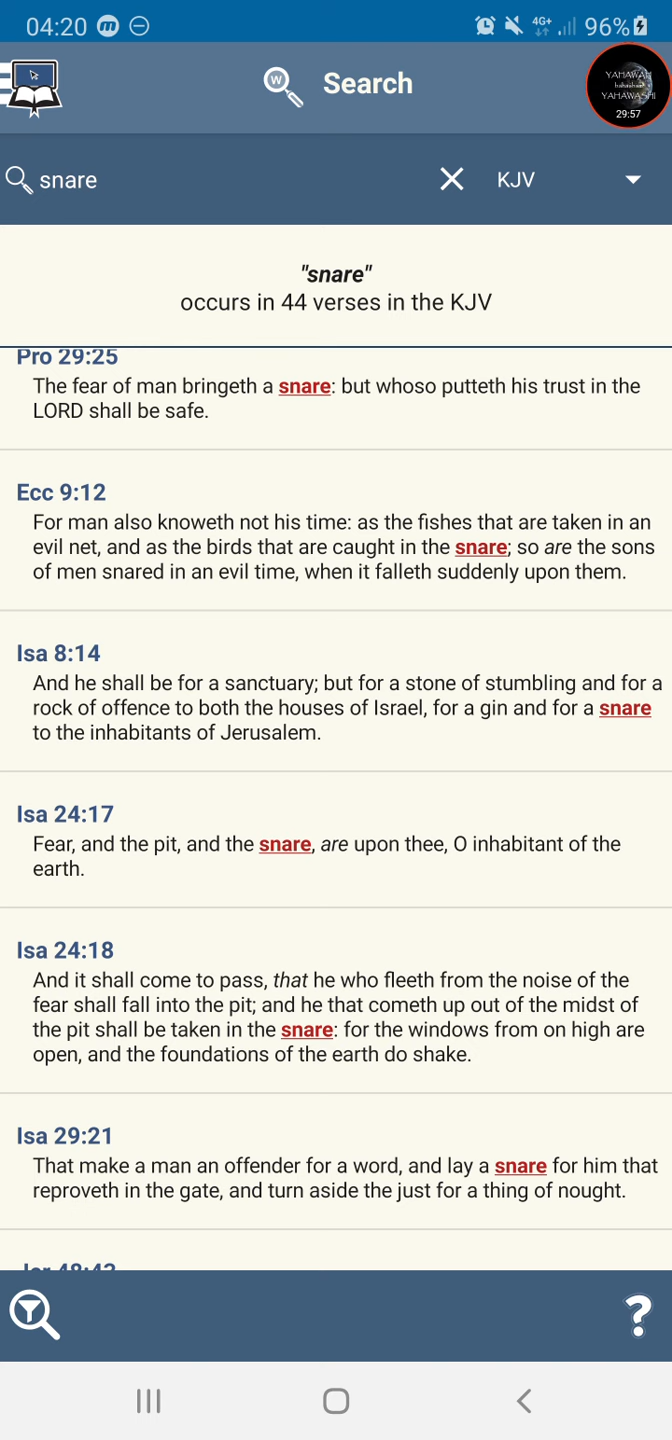 04:20 m 4G+ 96%
W Search
YAHAWAH
bahasham
YAHAWASHI
29:57
snare KJV
"snare"
occurs in 44 verses in the KJV
Pro 29:25
The fear of man bringeth a snare: but whoso putteth his trust in the
LORD shall be safe.
Ecc 9:12
For man also knoweth not his time: as the fishes that are taken in an
evil net, and as the birds that are caught in the snare; so are the sons
of men snared in an evil time, when it falleth suddenly upon them.
Isa 8:14
And he shall be for a sanctuary; but for a stone of stumbling and for a
rock of offence to both the houses of Israel, for a gin and for a snare
to the inhabitants of Jerusalem.
Isa 24:17
Fear, and the pit, and the snare, are upon thee, O inhabitant of the
earth.
Isa 24:18
And it shall come to pass, that he who fleeth from the noise of the
fear shall fall into the pit; and he that cometh up out of the midst of
the pit shall be taken in the snare: for the windows from on high are
open, and the foundations of the earth do shake.
Isa 29:21
That make a man an offender for a word, and lay a snare for him that
reproveth in the gate, and turn aside the just for a thing of nought.
Jer 48:43
?